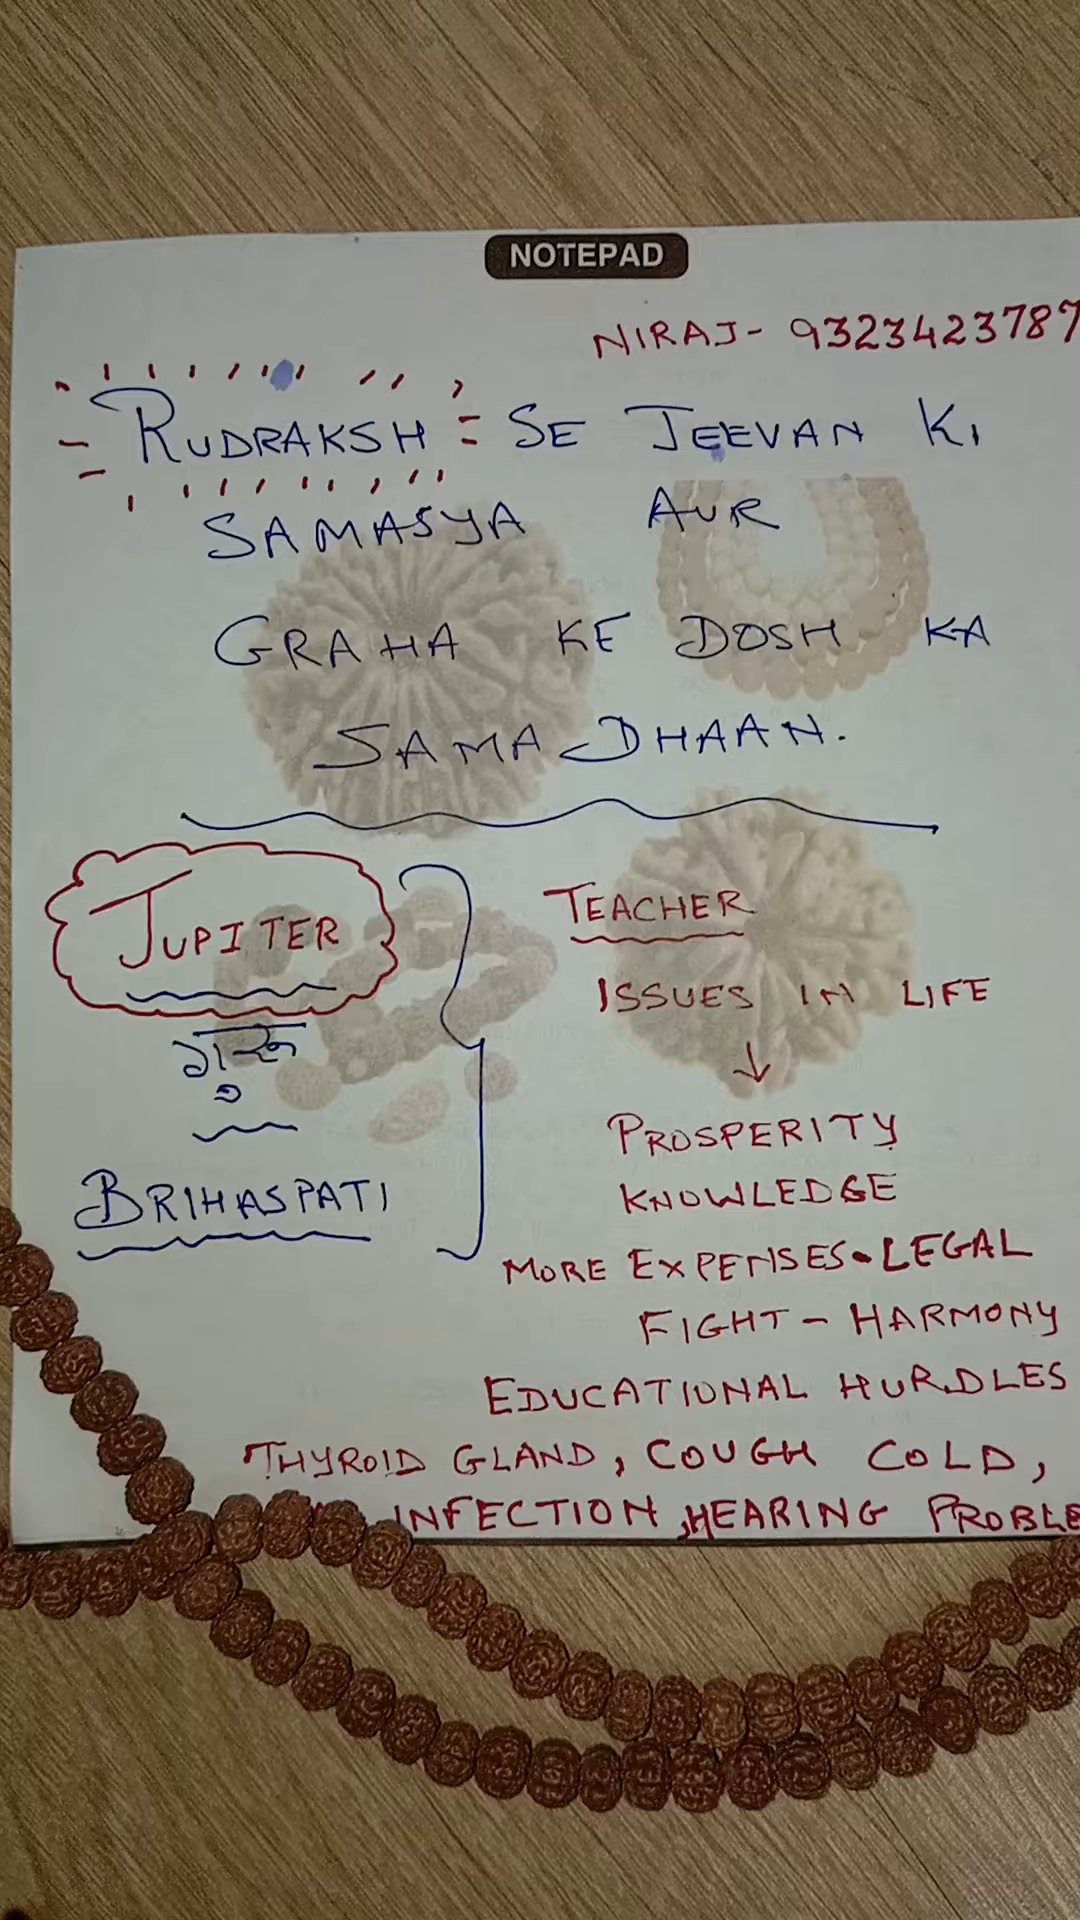 NOTEPAD
NIRAJ- 9323423787
RUDRAKSH SE JEEVAN KI
SAMASYA AUR
GRAHA KE DOSH KA
SAMADHAAN.
JUPITER
गुरू
BRIHASPATI
TEACHER
ISSUES IN LIFE
↓
PROSPERITY
KNOWLEDGE
MORE EXPENSES - LEGAL
FIGHT - HARMONY
EDUCATIONAL HURDLES
THYROID GLAND, COUGH COLD,
INFECTION, HEARING PROBLE